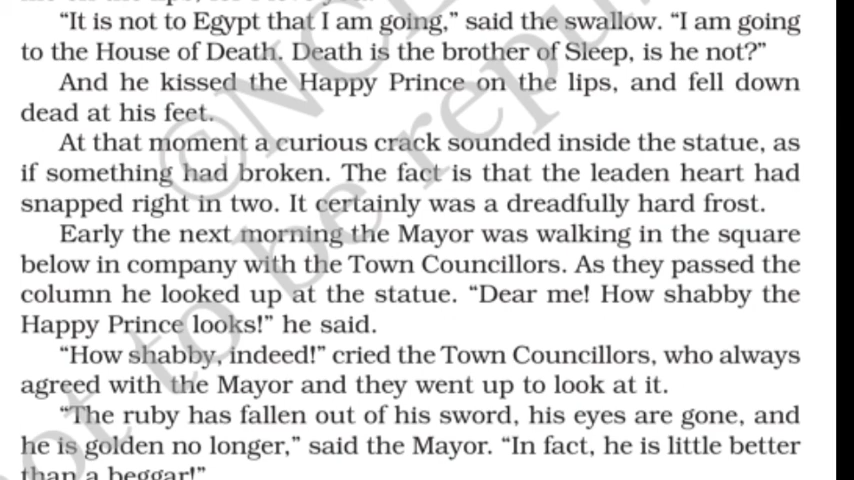 "It is not to Egypt that I am going," said the swallow. "I am going
to the House of Death. Death is the brother of Sleep, is he not?"
And he kissed the Happy Prince on the lips, and fell down
dead at his feet.
At that moment a curious crack sounded inside the statue, as
if something had broken. The fact is that the leaden heart had
snapped right in two. It certainly was a dreadfully hard frost.
Early the next morning the Mayor was walking in the square
below in company with the Town Councillors. As they passed the
column he looked up at the statue. "Dear me! How shabby the
Happy Prince looks!" he said.
"How shabby, indeed!" cried the Town Councillors, who always
agreed with the Mayor and they went up to look at it.
"The ruby has fallen out of his sword, his eyes are gone, and
he is golden no longer," said the Mayor. "In fact, he is little better
than a beggar!"
not to be repu
©NC